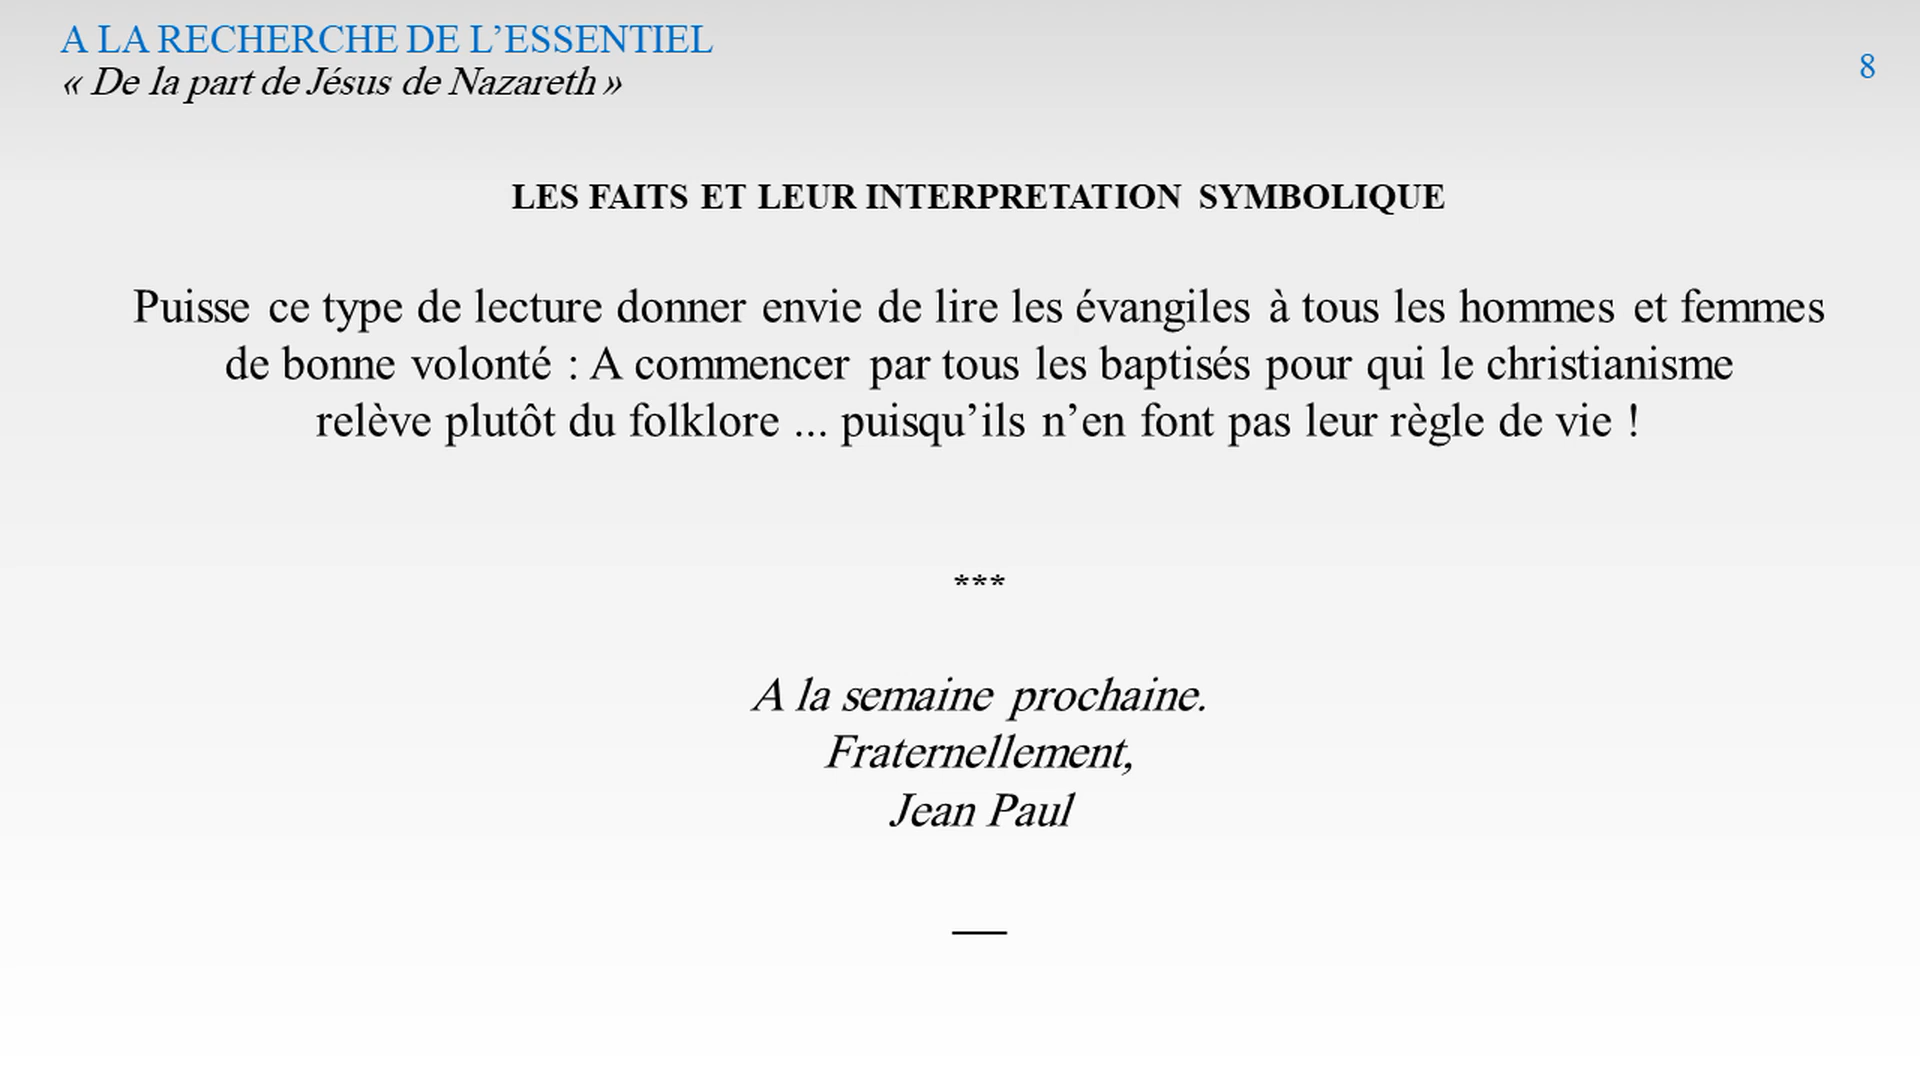 A LA RECHERCHE DE L’ESSENTIEL
« De la part de Jésus de Nazareth »
8
LES FAITS ET LEUR INTERPRETATION SYMBOLIQUE
Puisse ce type de lecture donner envie de lire les évangiles à tous les hommes et femmes
de bonne volonté : A commencer par tous les baptisés pour qui le christianisme
relève plutôt du folklore ... puisqu’ils n’en font pas leur règle de vie !
***
A la semaine prochaine.
Fraternellement,
Jean Paul